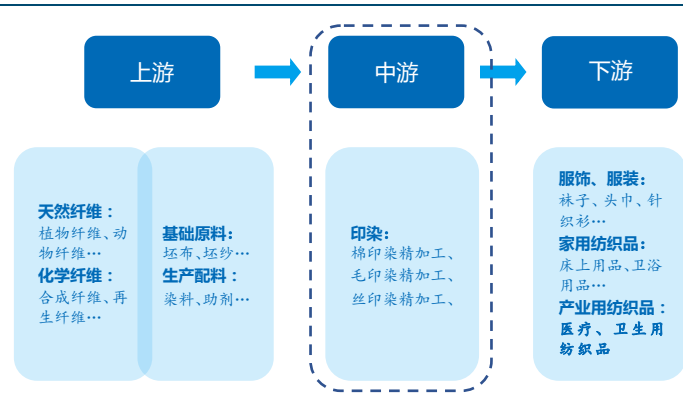 上游
中游
下游
天然纤维：
植物纤维、动
物纤维…
化学纤维：
合成纤维、再
生纤维…
基础原料：
坯布、坯纱…
生产配料：
染料、助剂…
印染：
棉印染精加工、
毛印染精加工、
丝印染精加工、
服饰、服装：
袜子、头巾、针
织衫…
家用纺织品：
床上用品、卫浴
用品…
产业用纺织品：
医疗、卫生用
纺织品